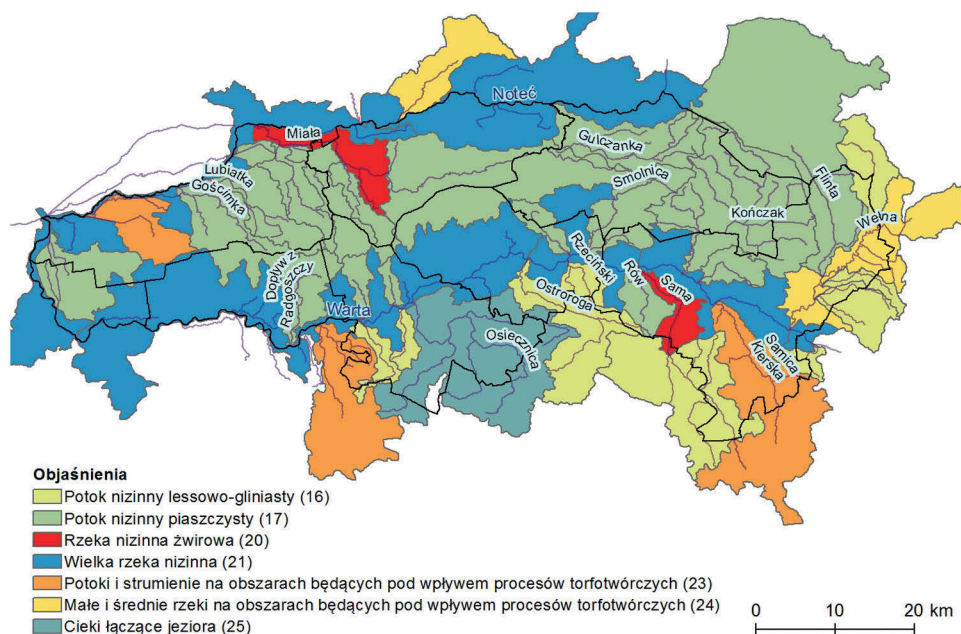 Noteć
Miała
Gulczanka
Lubiatka
Gościmka
Smolnica
Flinta
Kończak
Wełna
Dopływ z
Radgoszczy
Rzeciński
Rów
Sama
Ostroroga
Warta
Osiecznica
Samica
Kierska
Objaśnienia
Potok nizinny lessowo-gliniasty (16)
Potok nizinny piaszczysty (17)
Rzeka nizinna żwirowa (20)
Wielka rzeka nizinna (21)
Potoki i strumienie na obszarach będących pod wpływem procesów torfotwórczych (23)
Małe i średnie rzeki na obszarach będących pod wpływem procesów torfotwórczych (24)
Cieki łączące jeziora (25)
0 10 20 km